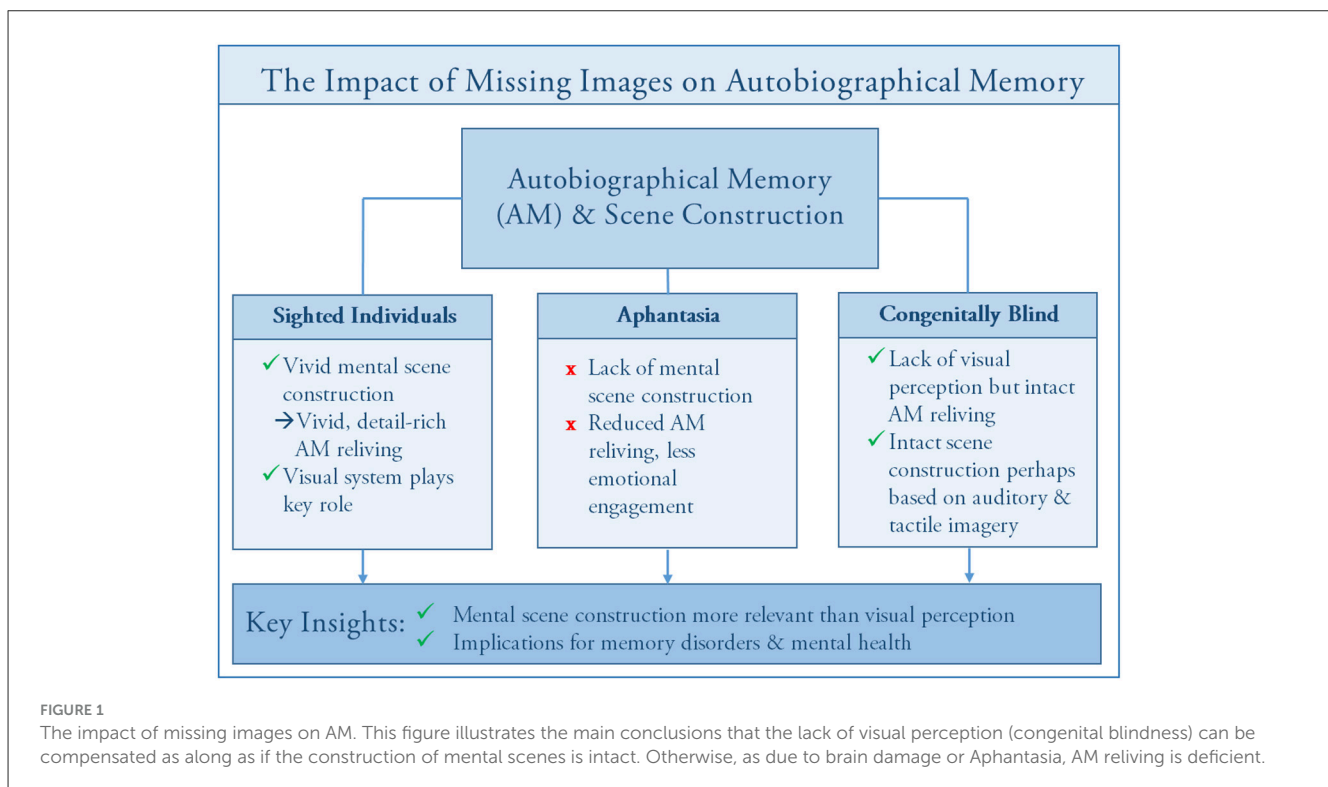 The Impact of Missing Images on Autobiographical Memory
Autobiographical Memory
(AM) & Scene Construction
Sighted Individuals
✓ Vivid mental scene
construction
→Vivid, detail-rich
AM reliving
✓ Visual system plays
key role
Aphantasia
x Lack of mental
scene construction
x Reduced AM
reliving, less
emotional
engagement
Congenitally Blind
✓ Lack of visual
perception but intact
AM reliving
✓ Intact scene
construction perhaps
based on auditory &
tactile imagery
Key Insights:
✓ Mental scene construction more relevant than visual perception
✓ Implications for memory disorders & mental health
FIGURE 1
The impact of missing images on AM. This figure illustrates the main conclusions that the lack of visual perception (congenital blindness) can be
compensated as along as if the construction of mental scenes is intact. Otherwise, as due to brain damage or Aphantasia, AM reliving is deficient.